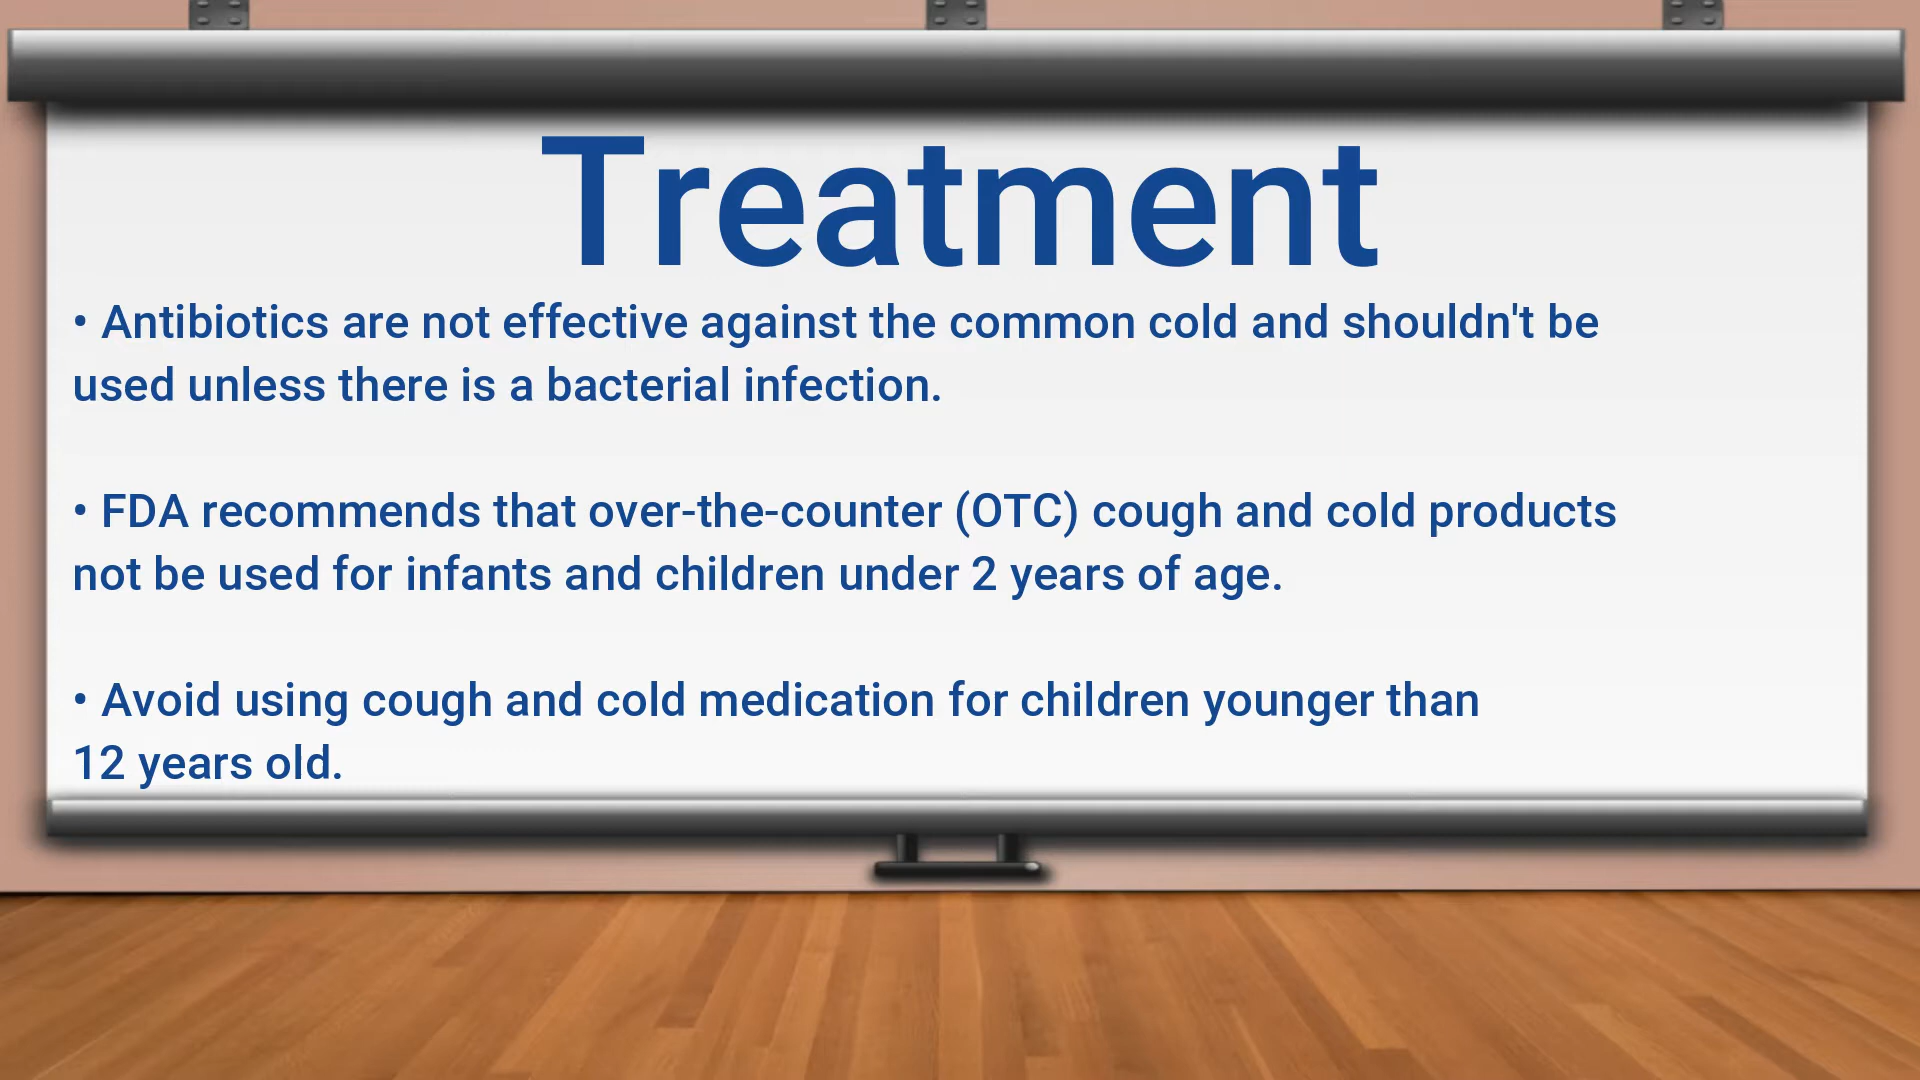 Treatment
• Antibiotics are not effective against the common cold and shouldn't be
used unless there is a bacterial infection.
• FDA recommends that over-the-counter (OTC) cough and cold products
not be used for infants and children under 2 years of age.
• Avoid using cough and cold medication for children younger than
12 years old.